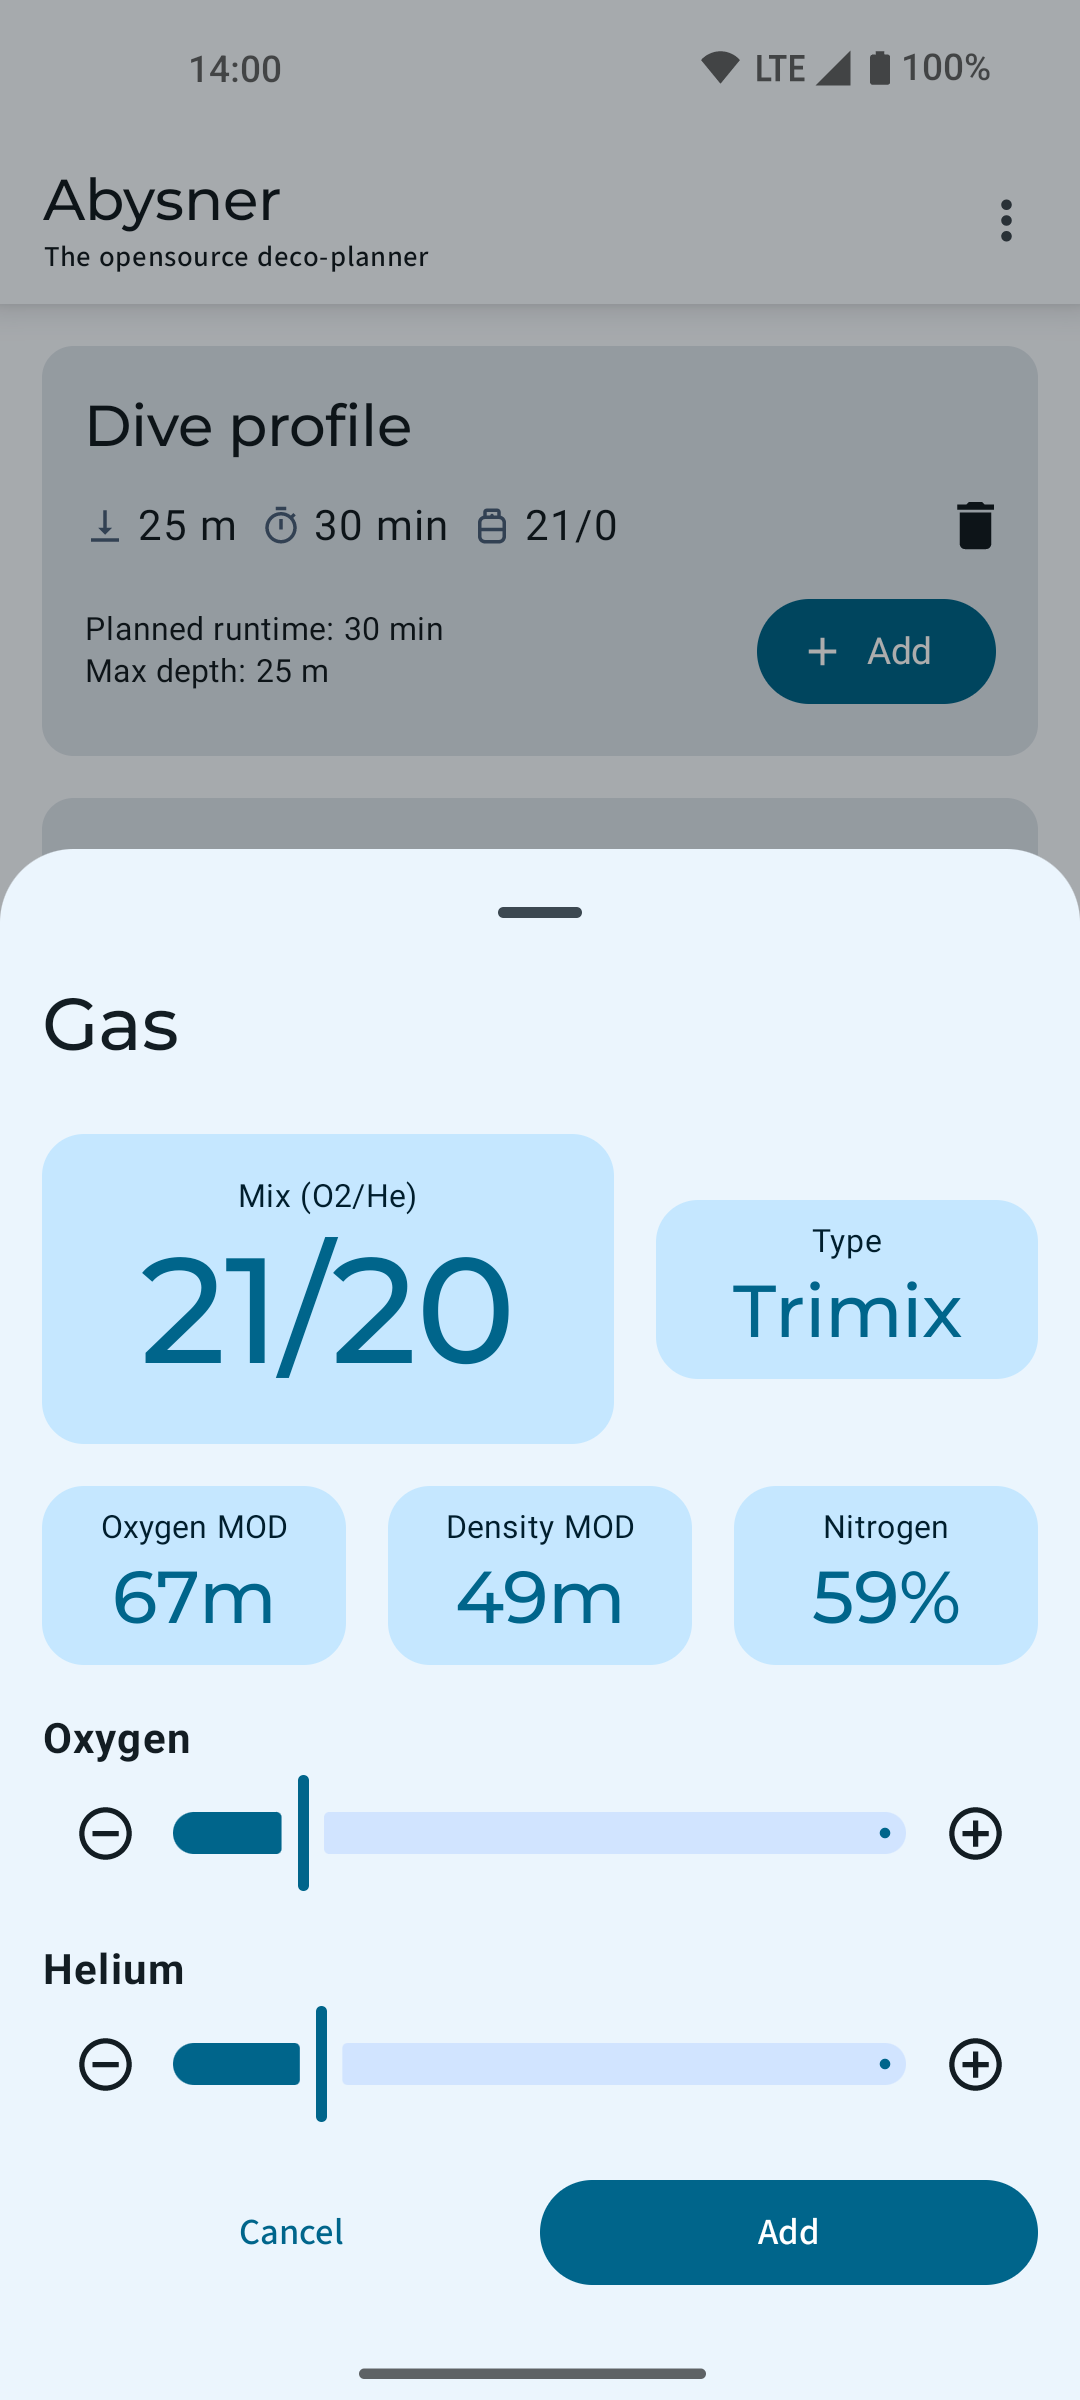 14:00
LTE
100%
Abysner
The opensource deco-planner
Dive profile
25 m 30 min 21/0
Planned runtime: 30 min
Max depth: 25 m
Add
Gas
Mix (O2/He)
21/20
Type
Trimix
Oxygen MOD
67m
Density MOD
49m
Nitrogen
59%
Oxygen
Helium
Cancel
Add